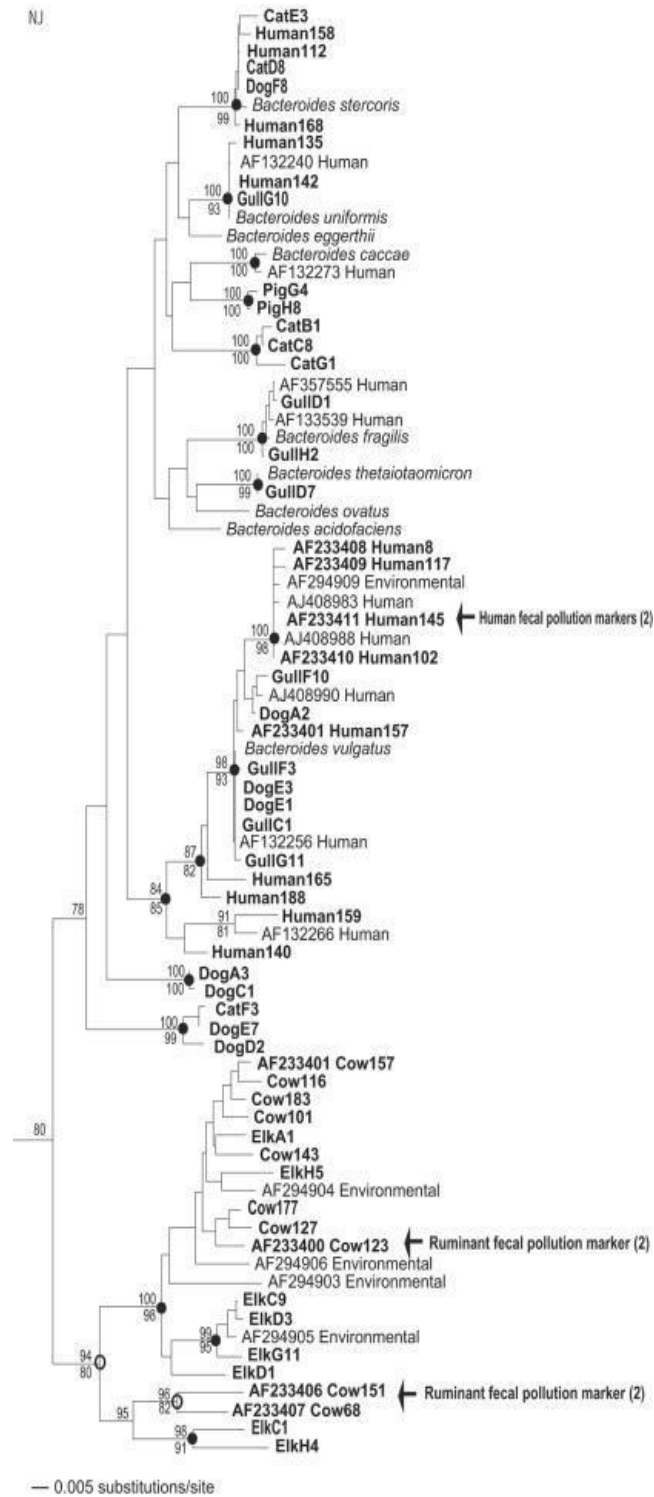 NJ
CatE3
Human158
Human112
CatD8
DogF8
100
Bacteroides stercoris
99
Human168
Human135
AF132240 Human
Human142
100
GullG10
93
Bacteroides uniformis
Bacteroides eggerthii
Bacteroides caccae
100
100
AF132273 Human
PigG4
100
100
PigH8
CatB1
100
CatC8
100
CatG1
AF357555 Human
GullD1
AF133539 Human
100
Bacteroides fragilis
100
GullH2
Bacteroides thetaiotaomicron
100
99
GullD7
Bacteroides ovatus
Bacteroides acidofaciens
AF233408 Human8
AF233409 Human117
AF294909 Environmental
AJ408983 Human
AF233411 Human145 Human fecal pollution markers (2)
100
AJ408988 Human
98
AF233410 Human102
GullF10
AJ408990 Human
DogA2
AF233401 Human157
Bacteroides vulgatus
98
GullF3
93
DogE3
DogE1
GullC1
AF132256 Human
87
GullG11
82
Human165
84
Human188
85
78
91
Human159
81
AF132266 Human
Human140
100
DogA3
100
DogC1
CatF3
100
DogE7
99
DogD2
AF233401 Cow157
Cow116
Cow183
Cow101
80
ElkA1
Cow143
ElkH5
AF294904 Environmental
Cow177
Cow127
AF233400 Cow123 Ruminant fecal pollution marker (2)
AF294906 Environmental
AF294903 Environmental
100
ElkC9
98
ElkD3
99
AF294905 Environmental
95
ElkG11
94
80
ElkD1
96
AF233406 Cow151 Ruminant fecal pollution marker (2)
95
82
AF233407 Cow68
98
ElkC1
91
ElkH4
0.005 substitutions/site